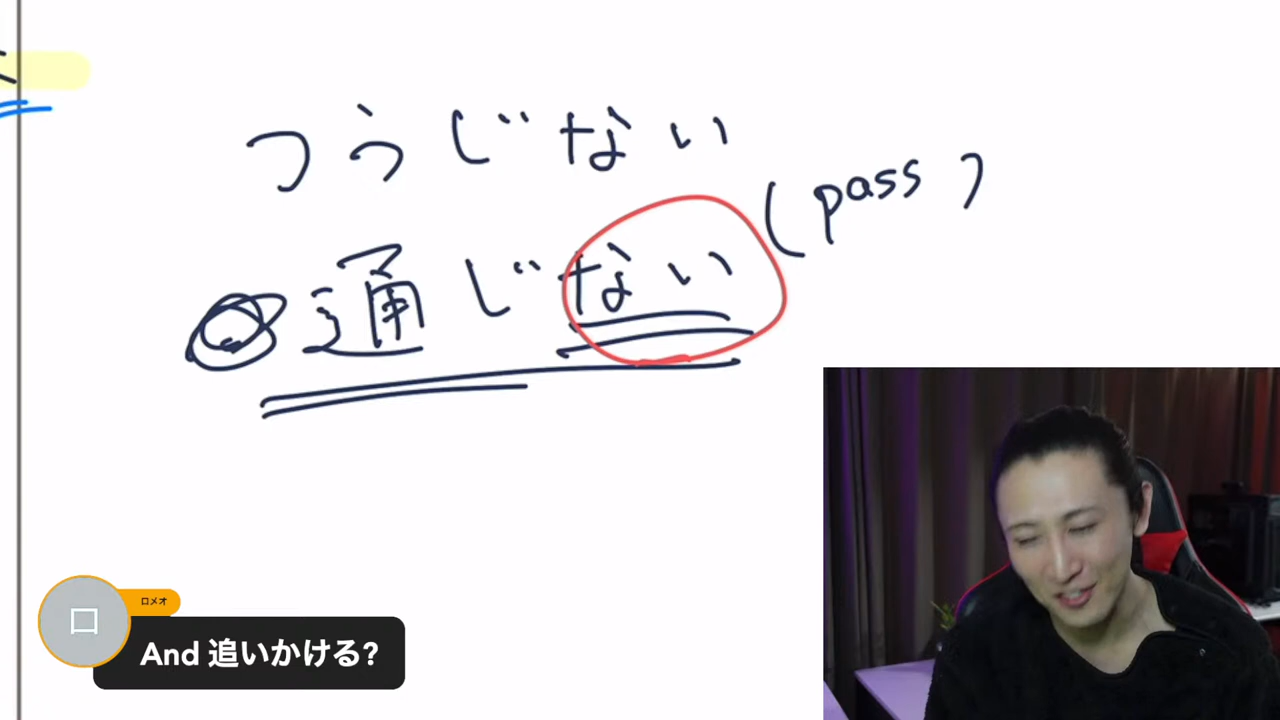 つうじない
通じない
(pass)
ロメオ
ロ
And 追いかける?